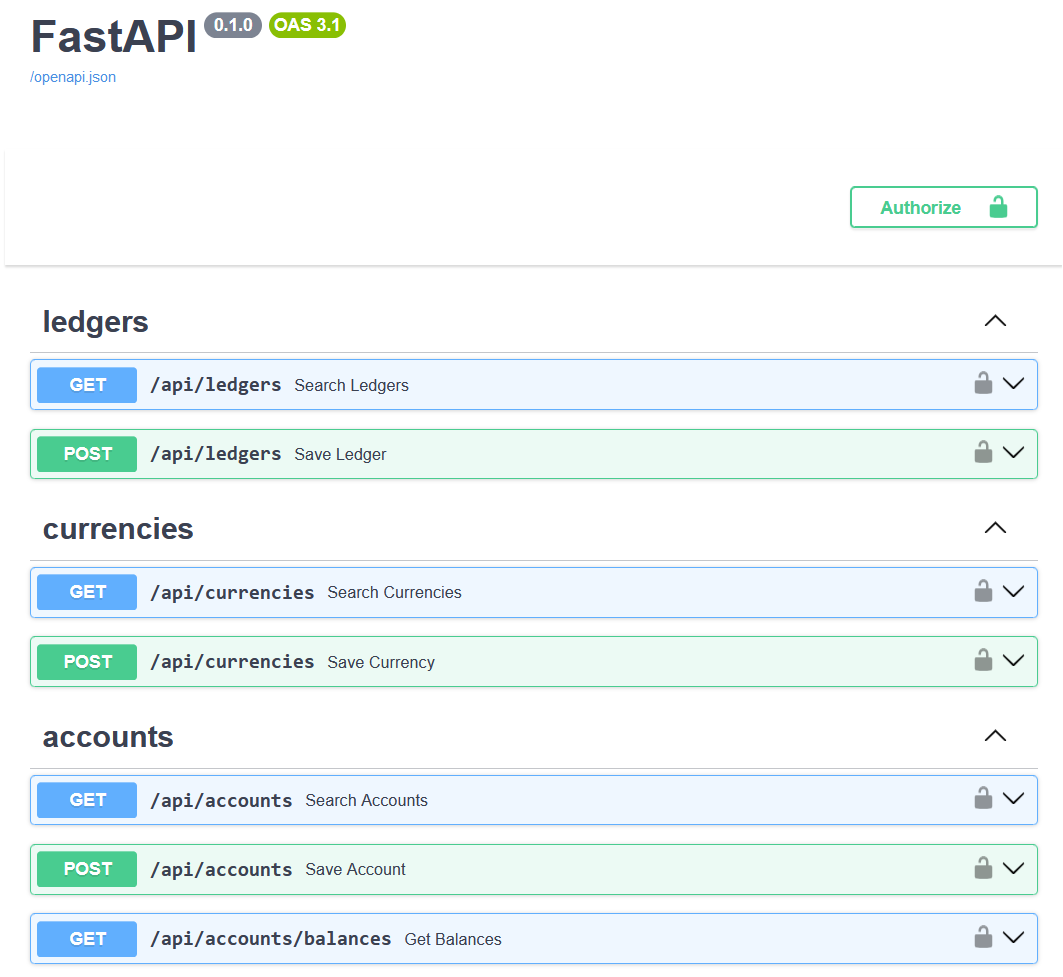 FastAPI 0.1.0 OAS 3.1
/openapi.json
Authorize
ledgers
GET /api/ledgers Search Ledgers
POST /api/ledgers Save Ledger
currencies
GET /api/currencies Search Currencies
POST /api/currencies Save Currency
accounts
GET /api/accounts Search Accounts
POST /api/accounts Save Account
GET /api/accounts/balances Get Balances